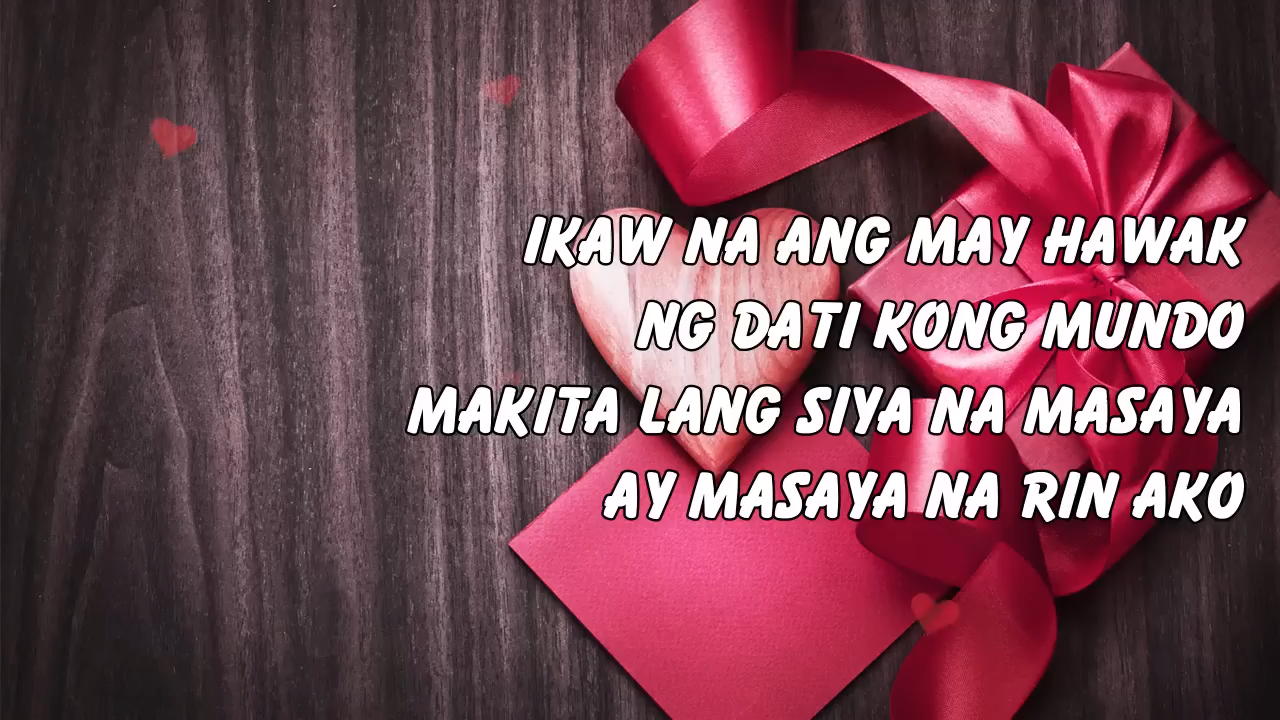 IKAW NA ANG MAY HAWAK
NG DATI KONG MUNDO
MAKITA LANG SIYA NA MASAYA
AY MASAYA NA RIN AKO